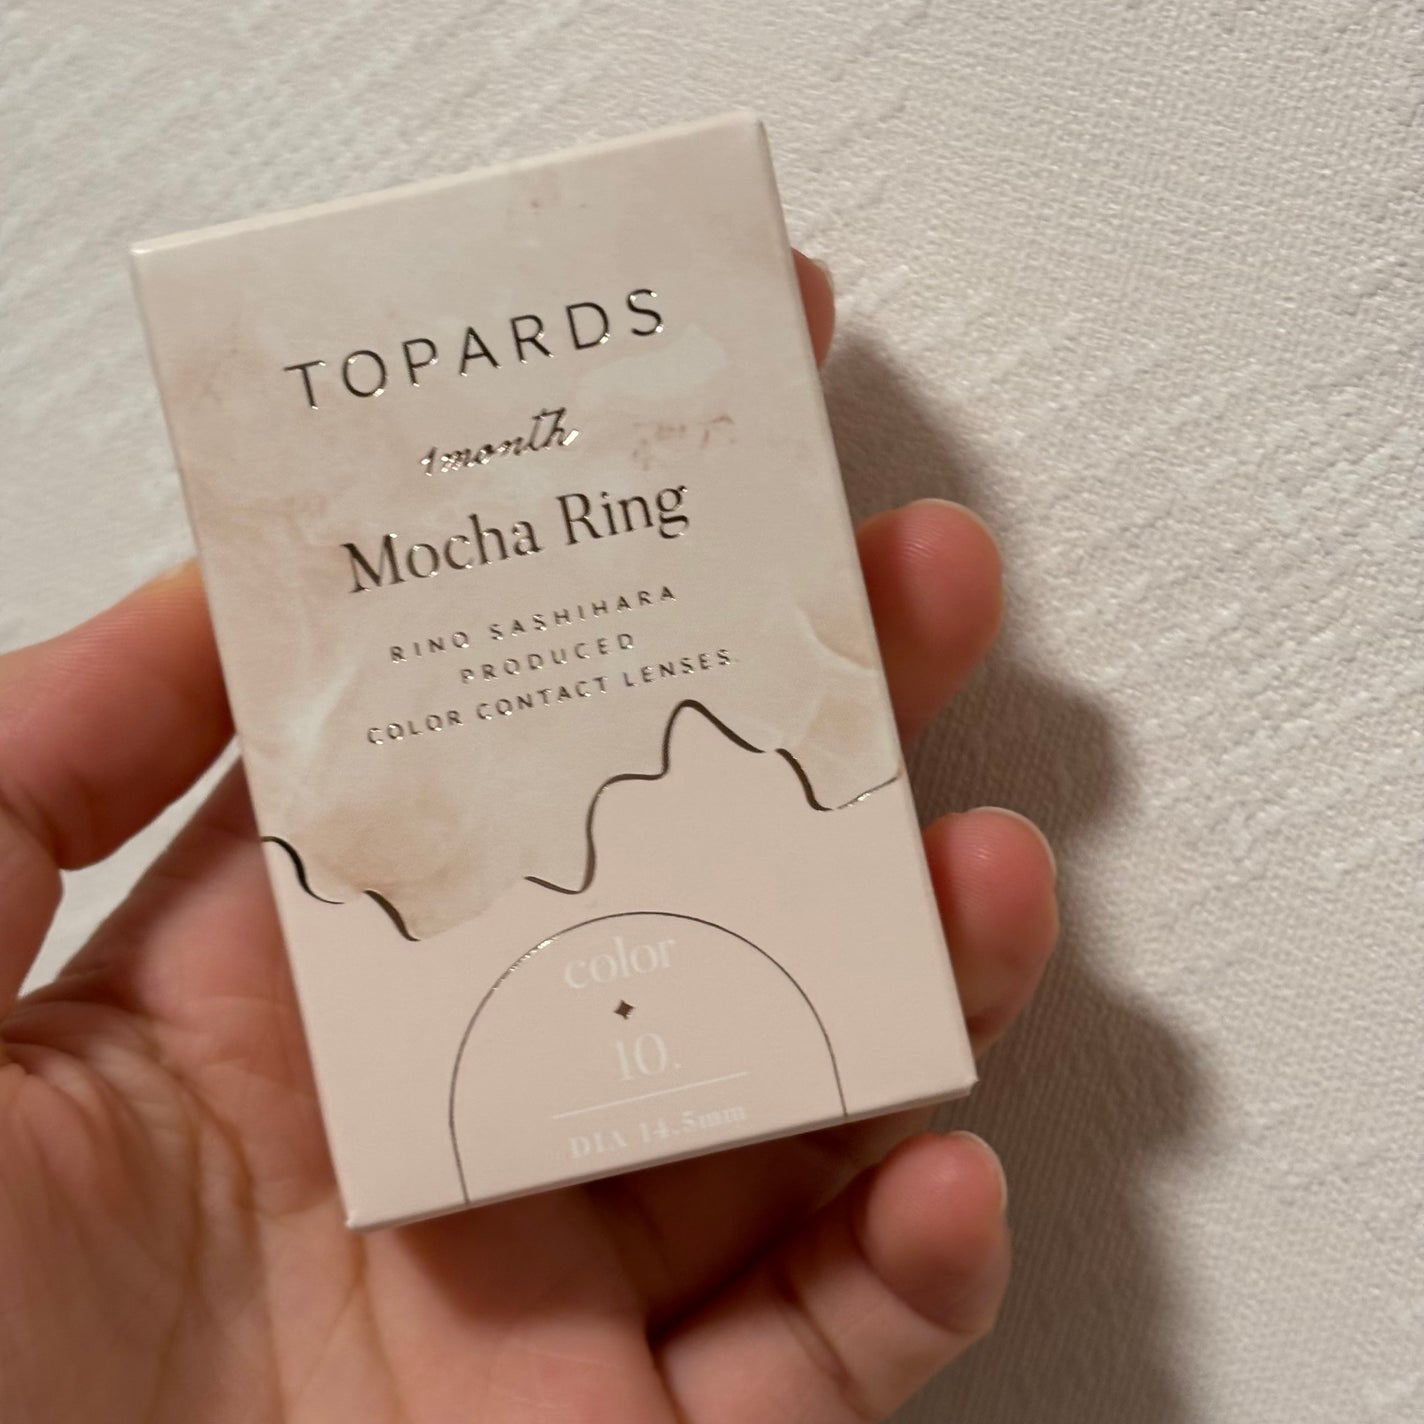 TOPARDS
1month
Mocha Ring
RINO SASHIHARA
PRODUCED
COLOR CONTACT LENSES
color
10.
DIA 14.5mm